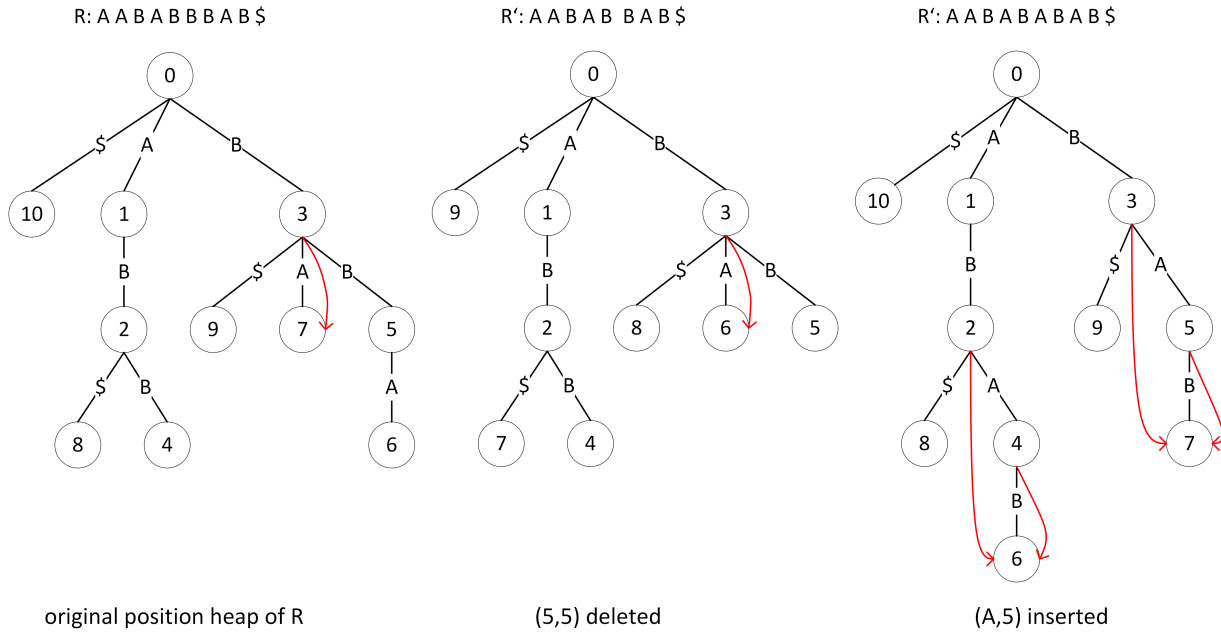 R: A A B A B B B A B $
R‘: A A B A B B A B $
R‘: A A B A B A B A B $
0
0
0
$ A B
$ A B
$ A B
10 1 3
9 1 3
10 1 3
B $ A B
B $ A B
B $ A
2 9 7 5
2 8 6 5
2 9 5
$ B A
$ B
$ A B
8 4 6
7 4
8 4 7
B
6
original position heap of R
(5,5) deleted
(A,5) inserted